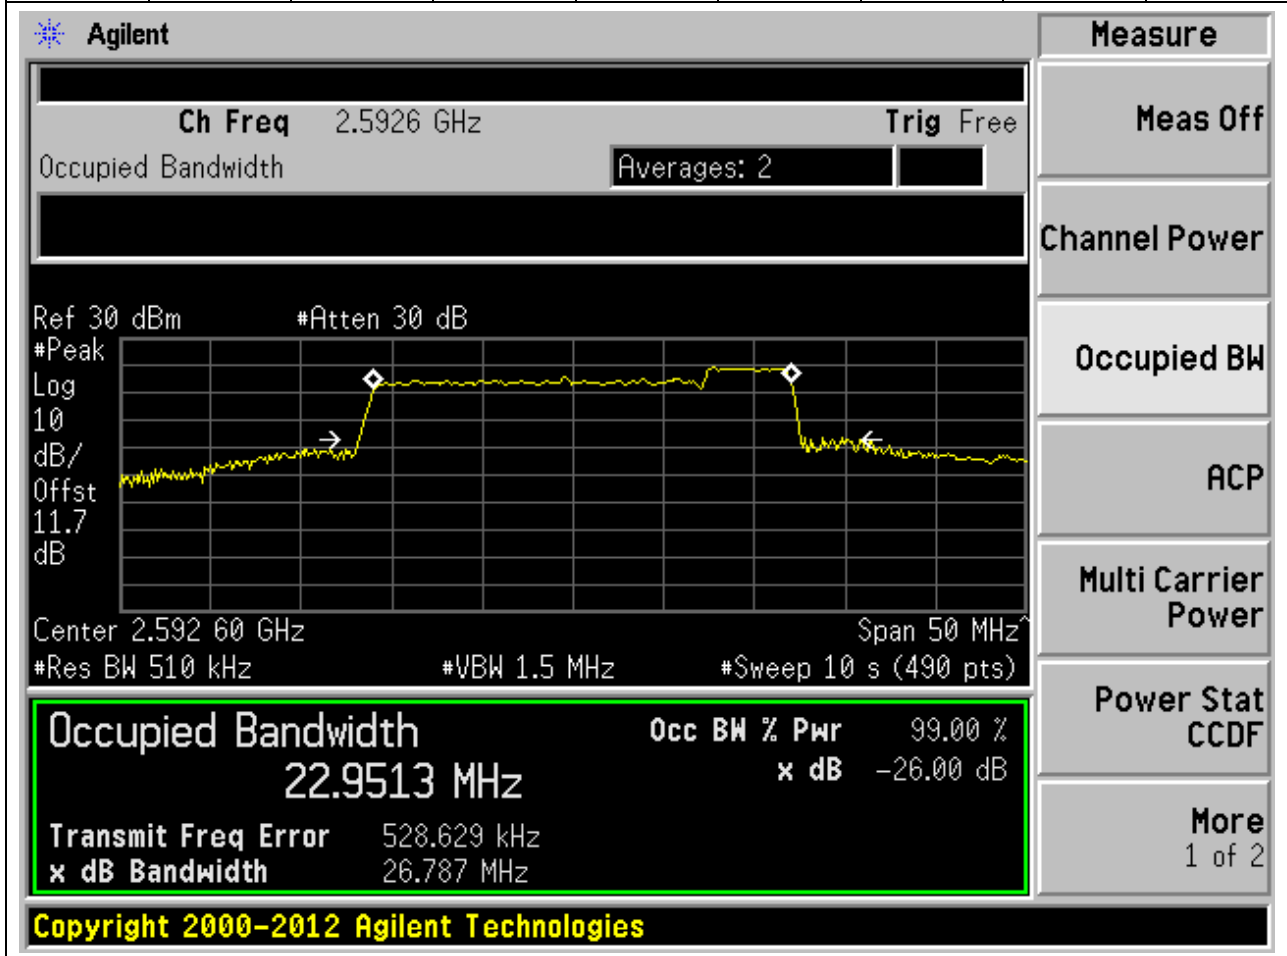 Agilent
Measure
Ch Freq 2.5926 GHz Trig Free
Occupied Bandwidth Averages: 2
Meas Off
Channel Power
Occupied BW
ACP
Multi Carrier
Power
Power Stat
CCDF
More
1 of 2
Ref 30 dBm #Atten 30 dB
#Peak
Log
10
dB/
Offst
11.7
dB
Center 2.592 60 GHz Span 50 MHz^
#Res BW 510 kHz #VBW 1.5 MHz #Sweep 10 s (490 pts)
Occupied Bandwidth Occ BW % Pwr 99.00 %
22.9513 MHz x dB -26.00 dB
Transmit Freq Error 528.629 kHz
x dB Bandwidth 26.787 MHz
Copyright 2000-2012 Agilent Technologies